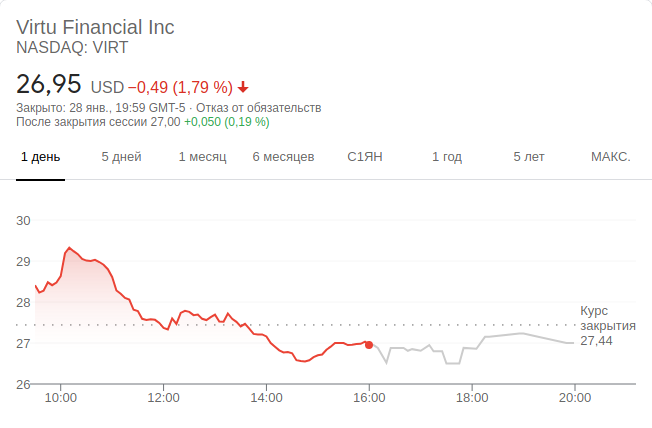 Virtu Financial Inc
NASDAQ: VIRT
26,95 USD −0,49 (1,79 %)
Закрыто: 28 янв., 19:59 GMT-5 · Отказ от обязательств
После закрытия сессии 27,00 +0,050 (0,19 %)
1 день 5 дней 1 месяц 6 месяцев С1ЯН 1 год 5 лет МАКС.
30
29
28
27
26
Курс
закрытия
27,44
10:00 12:00 14:00 16:00 18:00 20:00